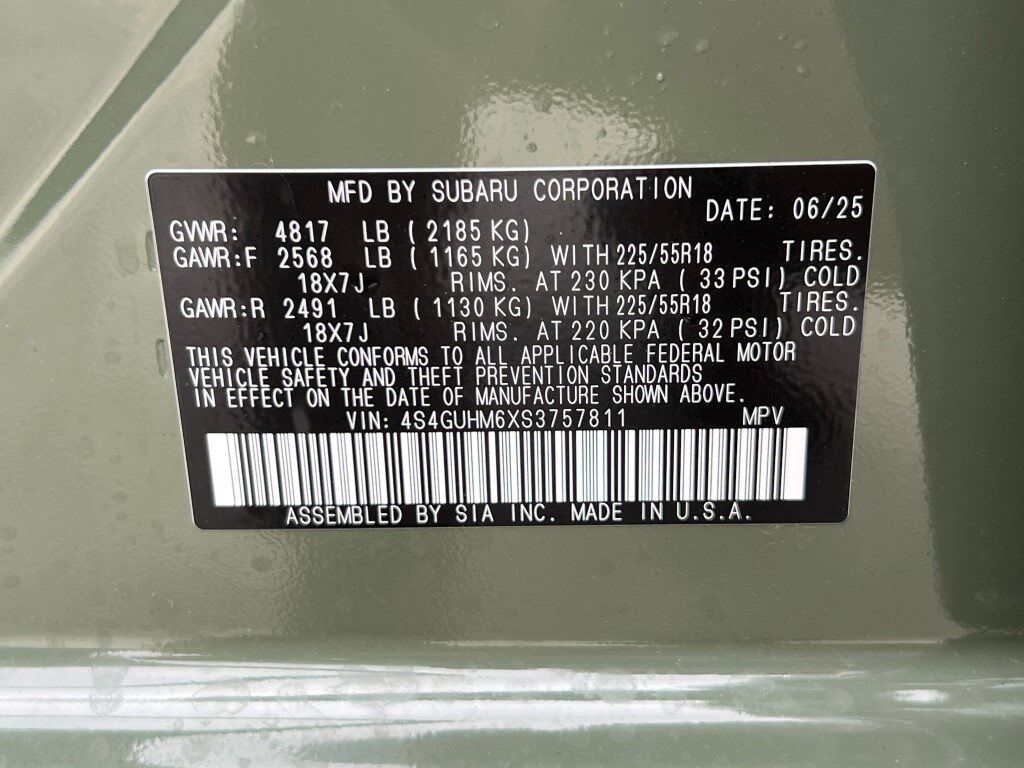 MFD BY SUBARU CORPORATION
DATE: 06/25
GVWR: 4817 LB ( 2185 KG)
GAWR:F 2568 LB ( 1165 KG) WITH 225/55R18 TIRES.
18X7J RIMS. AT 230 KPA ( 33 PSI) COLD
GAWR:R 2491 LB ( 1130 KG) WITH 225/55R18 TIRES.
18X7J RIMS. AT 220 KPA ( 32 PSI) COLD
THIS VEHICLE CONFORMS TO ALL APPLICABLE FEDERAL MOTOR
VEHICLE SAFETY AND THEFT PREVENTION STANDARDS
IN EFFECT ON THE DATE OF MANUFACTURE SHOWN ABOVE.
VIN: 4S4GUHM6XS3757811 MPV
ASSEMBLED BY SIA INC. MADE IN U.S.A.